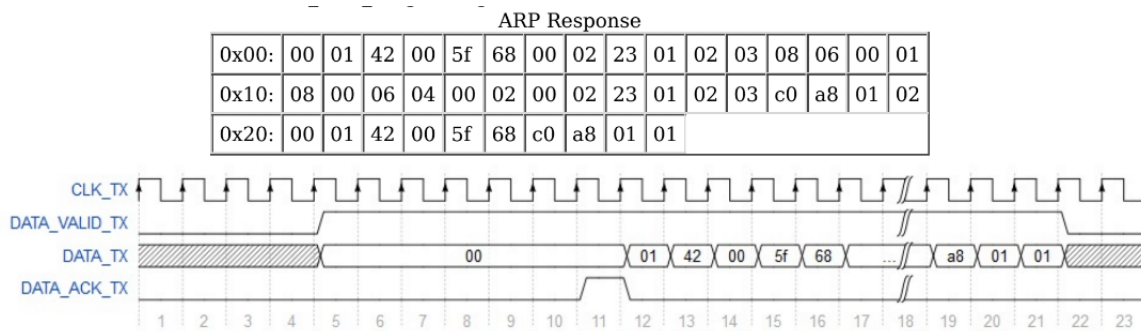 ARP Response
0x00: 00 01 42 00 5f 68 00 02 23 01 02 03 08 06 00 01
0x10: 08 00 06 04 00 02 00 02 23 01 02 03 c0 a8 01 02
0x20: 00 01 42 00 5f 68 c0 a8 01 01
CLK_TX
DATA_VALID_TX
DATA_TX 00 01 42 00 5f 68 ... a8 01 01
DATA_ACK_TX
1 2 3 4 5 6 7 8 9 10 11 12 13 14 15 16 17 18 19 20 21 22 23